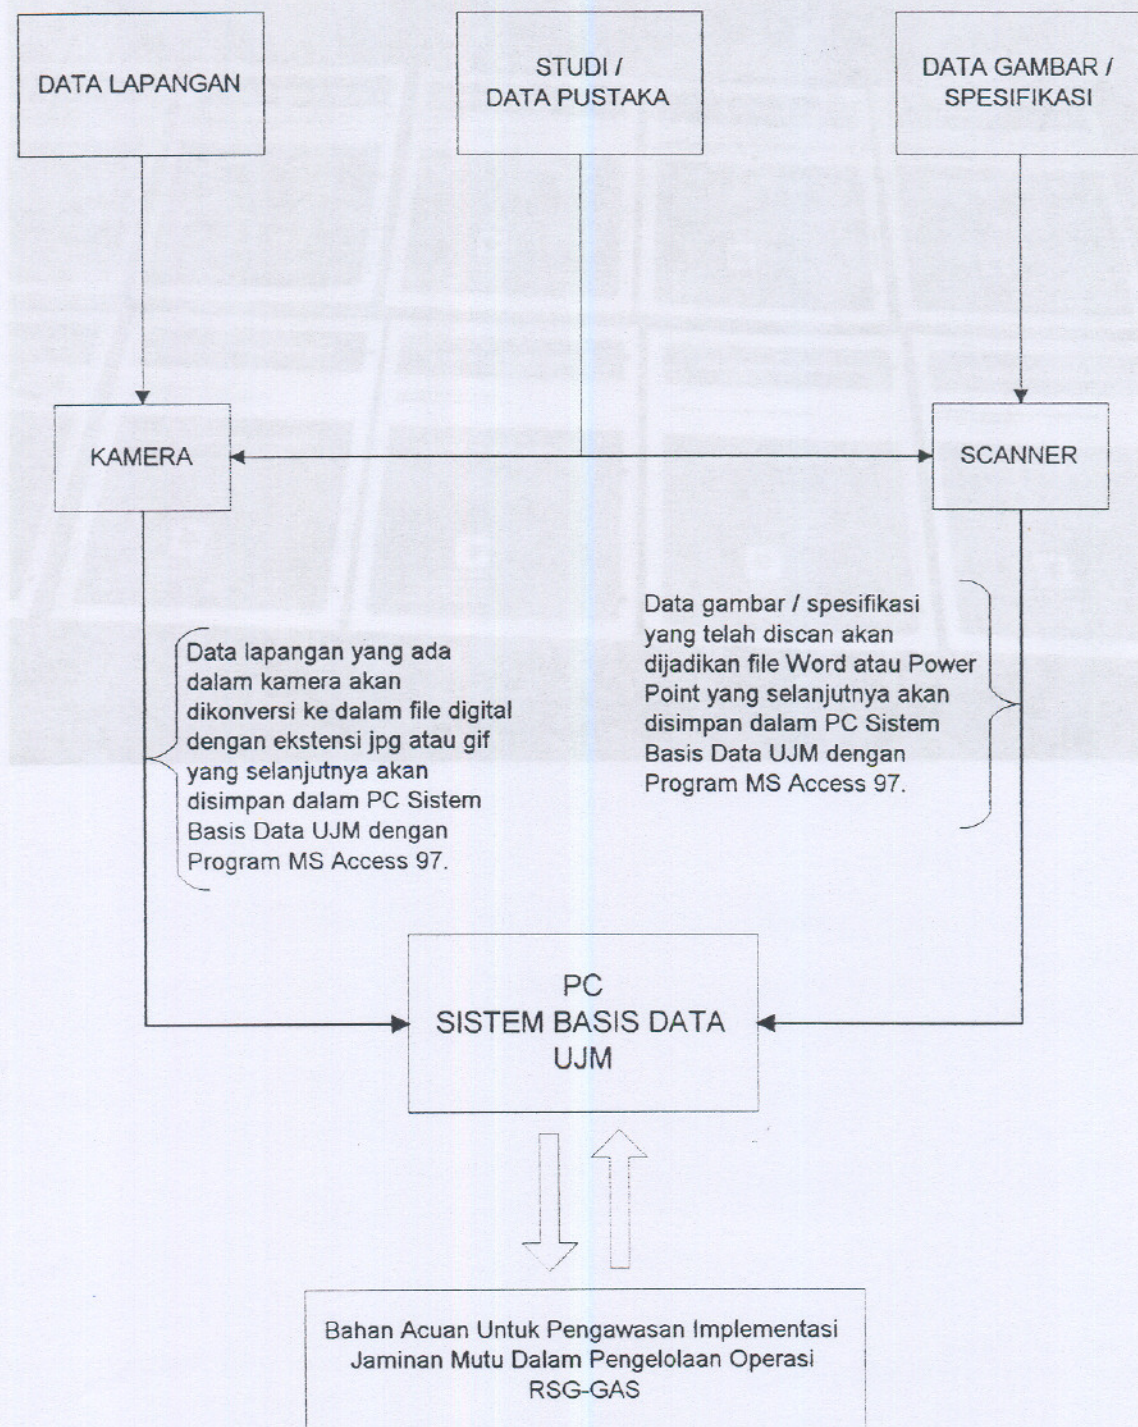 DATA LAPANGAN
STUDI /
DATA PUSTAKA
DATA GAMBAR /
SPESIFIKASI
KAMERA
SCANNER
Data lapangan yang ada
dalam kamera akan
dikonversi ke dalam file digital
dengan ekstensi jpg atau gif
yang selanjutnya akan
disimpan dalam PC Sistem
Basis Data UJM dengan
Program MS Access 97.
Data gambar / spesifikasi
yang telah discan akan
dijadikan file Word atau Power
Point yang selanjutnya akan
disimpan dalam PC Sistem
Basis Data UJM dengan
Program MS Access 97.
PC
SISTEM BASIS DATA
UJM
Bahan Acuan Untuk Pengawasan Implementasi
Jaminan Mutu Dalam Pengelolaan Operasi
RSG-GAS